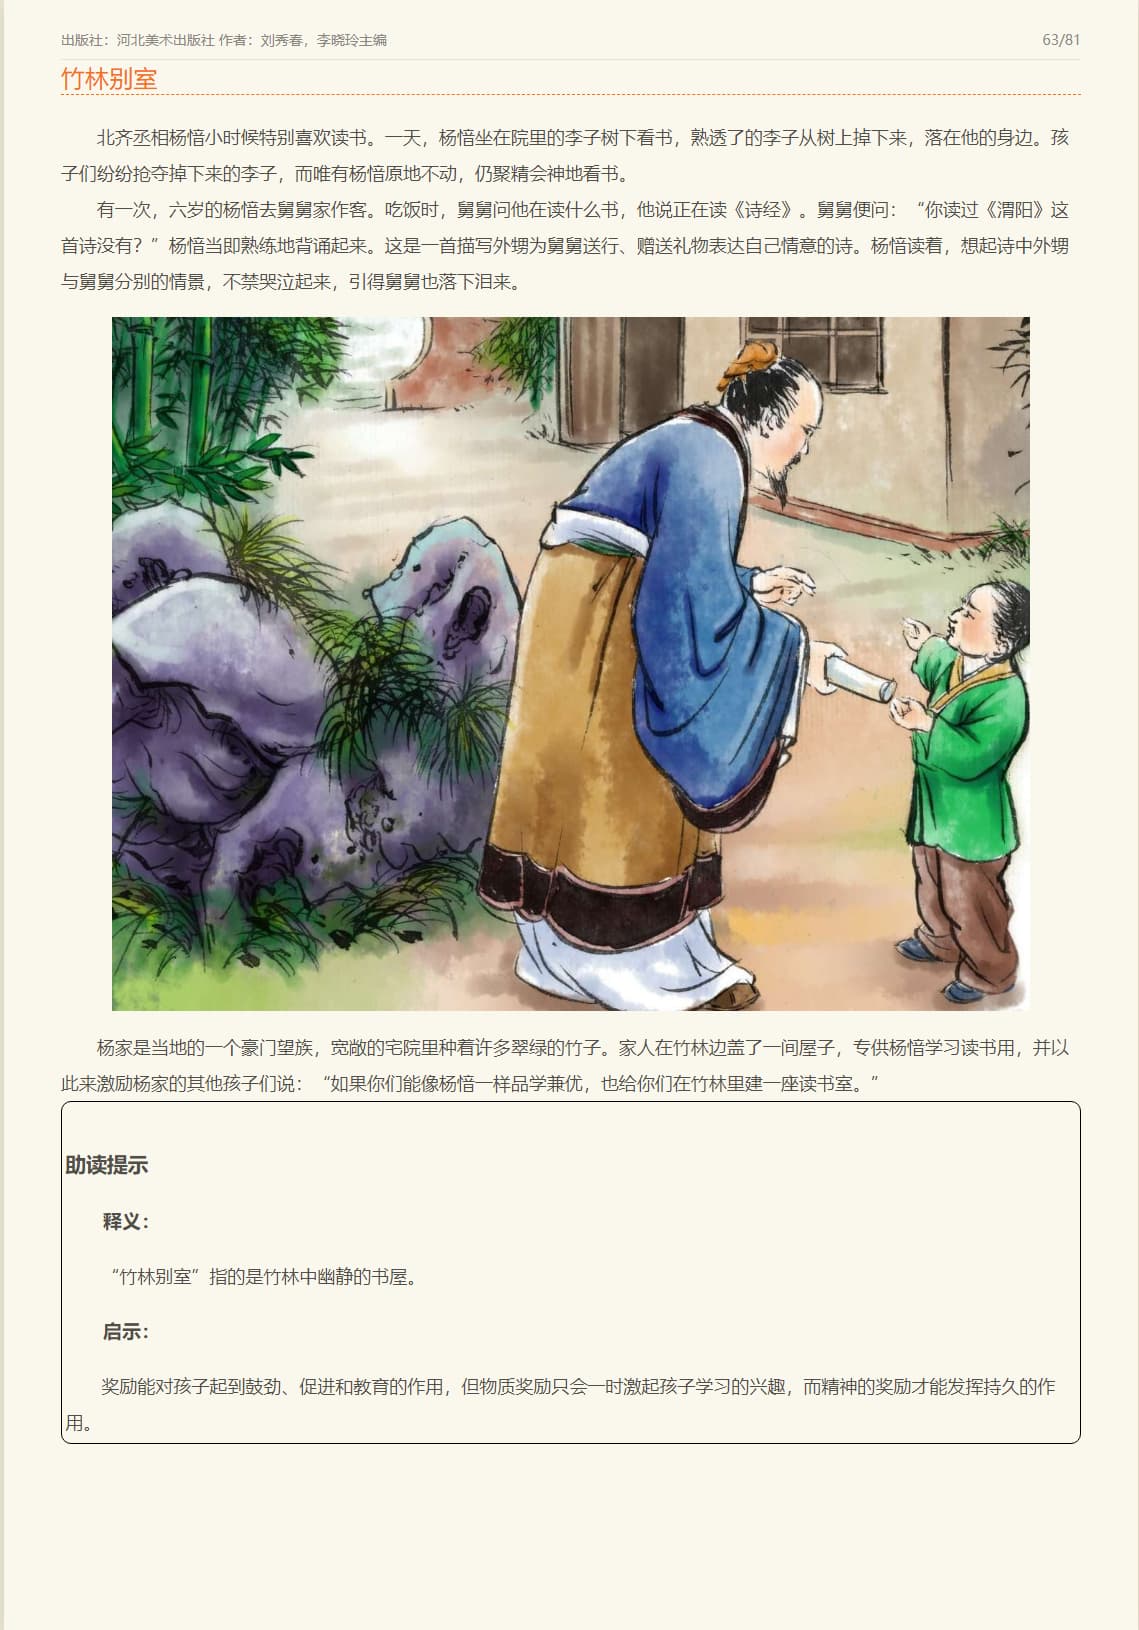 出版社：河北美术出版社 作者：刘秀春，李晓玲主编
63/81
竹林别室
北齐丞相杨愔小时候特别喜欢读书。一天，杨愔坐在院里的李子树下看书，熟透了的李子从树上掉下来，落在他的身边。孩
子们纷纷抢夺掉下来的李子，而唯有杨愔原地不动，仍聚精会神地看书。
有一次，六岁的杨愔去舅舅家作客。吃饭时，舅舅问他在读什么书，他说正在读《诗经》。舅舅便问：“你读过《渭阳》这
首诗没有？”杨愔当即熟练地背诵起来。这是一首描写外甥为舅舅送行、赠送礼物表达自己情意的诗。杨愔读着，想起诗中外甥
与舅舅分别的情景，不禁哭泣起来，引得舅舅也落下泪来。
杨家是当地的一个豪门望族，宽敞的宅院里种着许多翠绿的竹子。家人在竹林边盖了一间屋子，专供杨愔学习读书用，并以
此来激励杨家的其他孩子们说：“如果你们能像杨愔一样品学兼优，也给你们在竹林里建一座读书室。”
助读提示
释义：
“竹林别室”指的是竹林中幽静的书屋。
启示：
奖励能对孩子起到鼓劲、促进和教育的作用，但物质奖励只会一时激起孩子学习的兴趣，而精神的奖励才能发挥持久的作
用。